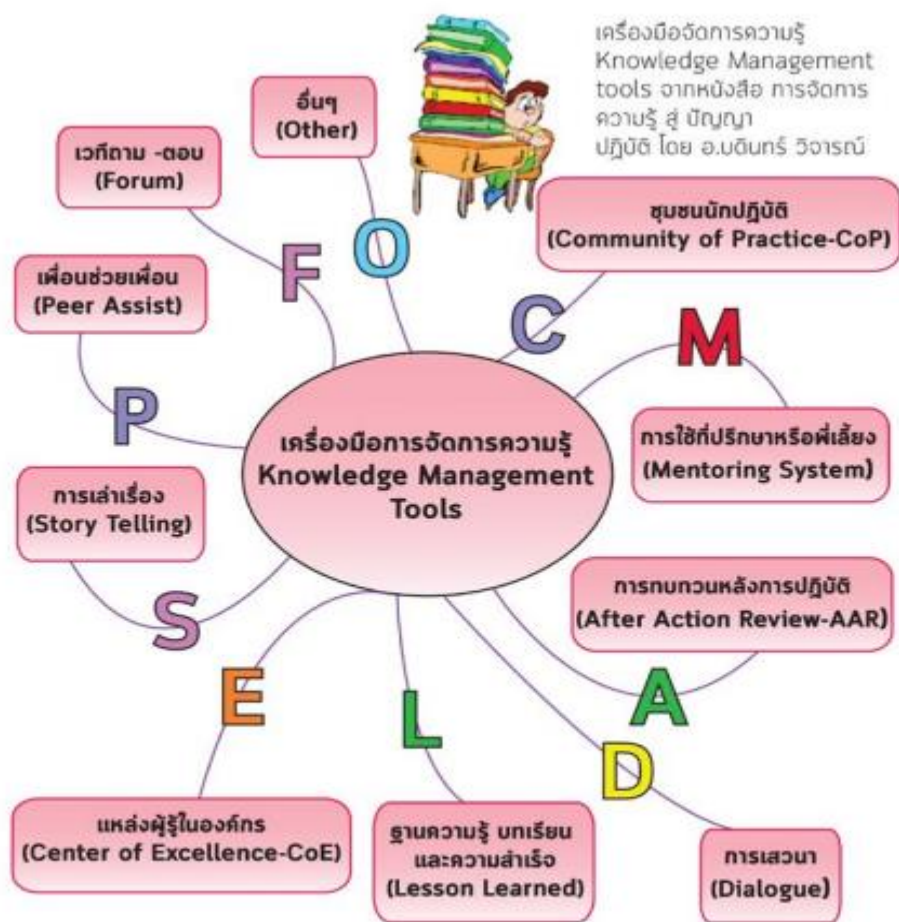 เครื่องมือจัดการความรู้
Knowledge Management
tools จากหนังสือ การจัดการ
ความรู้ สู่ ปัญญา
ปฏิบัติ โดย อ.บดินทร์ วิจารณ์
อื่นๆ
(Other)
เวทีถาม -ตอบ
(Forum)
ชุมชนนักปฏิบัติ
(Community of Practice-CoP)
F
O
C
M
เพื่อนช่วยเพื่อน
(Peer Assist)
P
เครื่องมือการจัดการความรู้
Knowledge Management
Tools
การใช้ที่ปรึกษาหรือพี่เลี้ยง
(Mentoring System)
การเล่าเรื่อง
(Story Telling)
S
การทบทวนหลังการปฏิบัติ
(After Action Review-AAR)
E
L
A
D
แหล่งผู้รู้ในองค์กร
(Center of Excellence-CoE)
ฐานความรู้ บทเรียน
และความสำเร็จ
(Lesson Learned)
การเสวนา
(Dialogue)